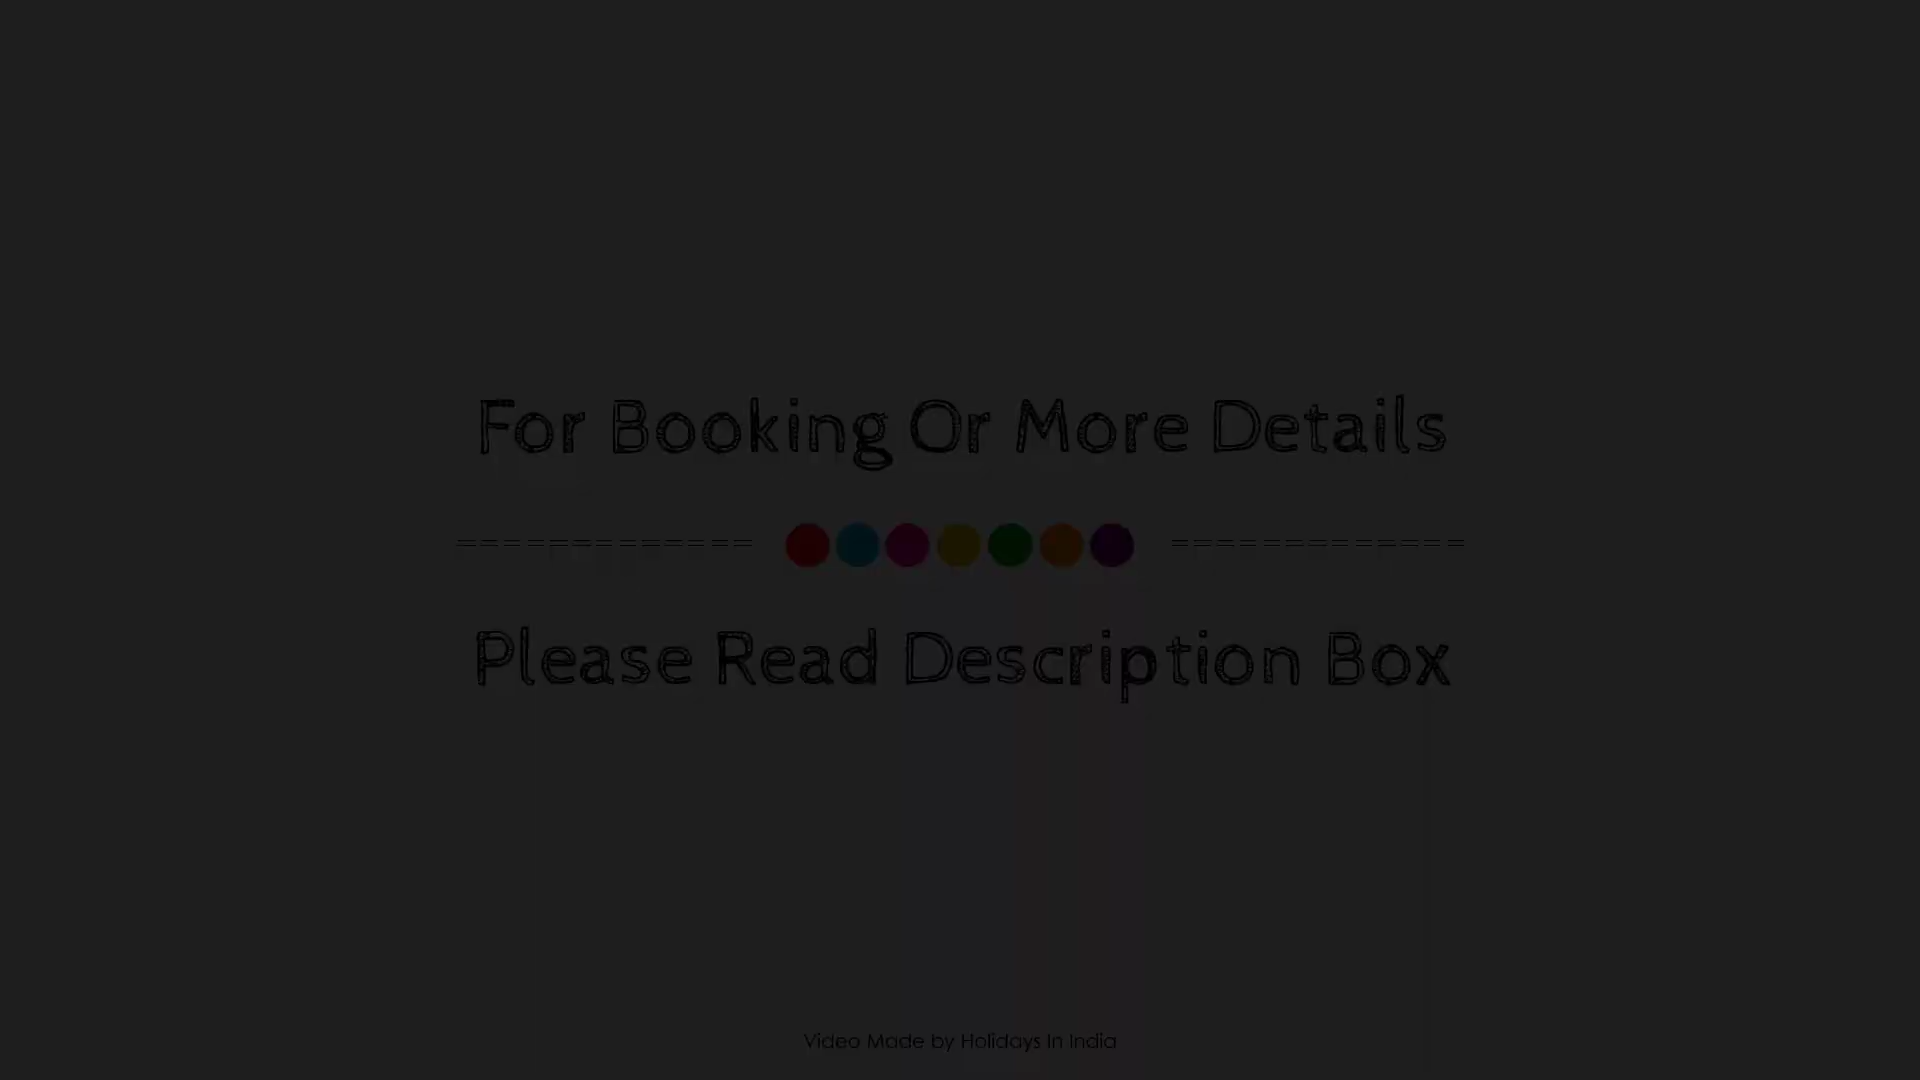 For Booking Or More Details
============= =============
Please Read Description Box
Video Made by Holidays In India